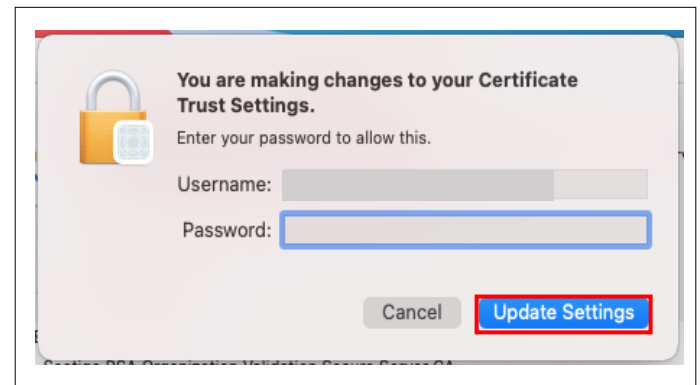 You are making changes to your Certificate
Trust Settings.
Enter your password to allow this.
Username:
Password:
Cancel
Update Settings